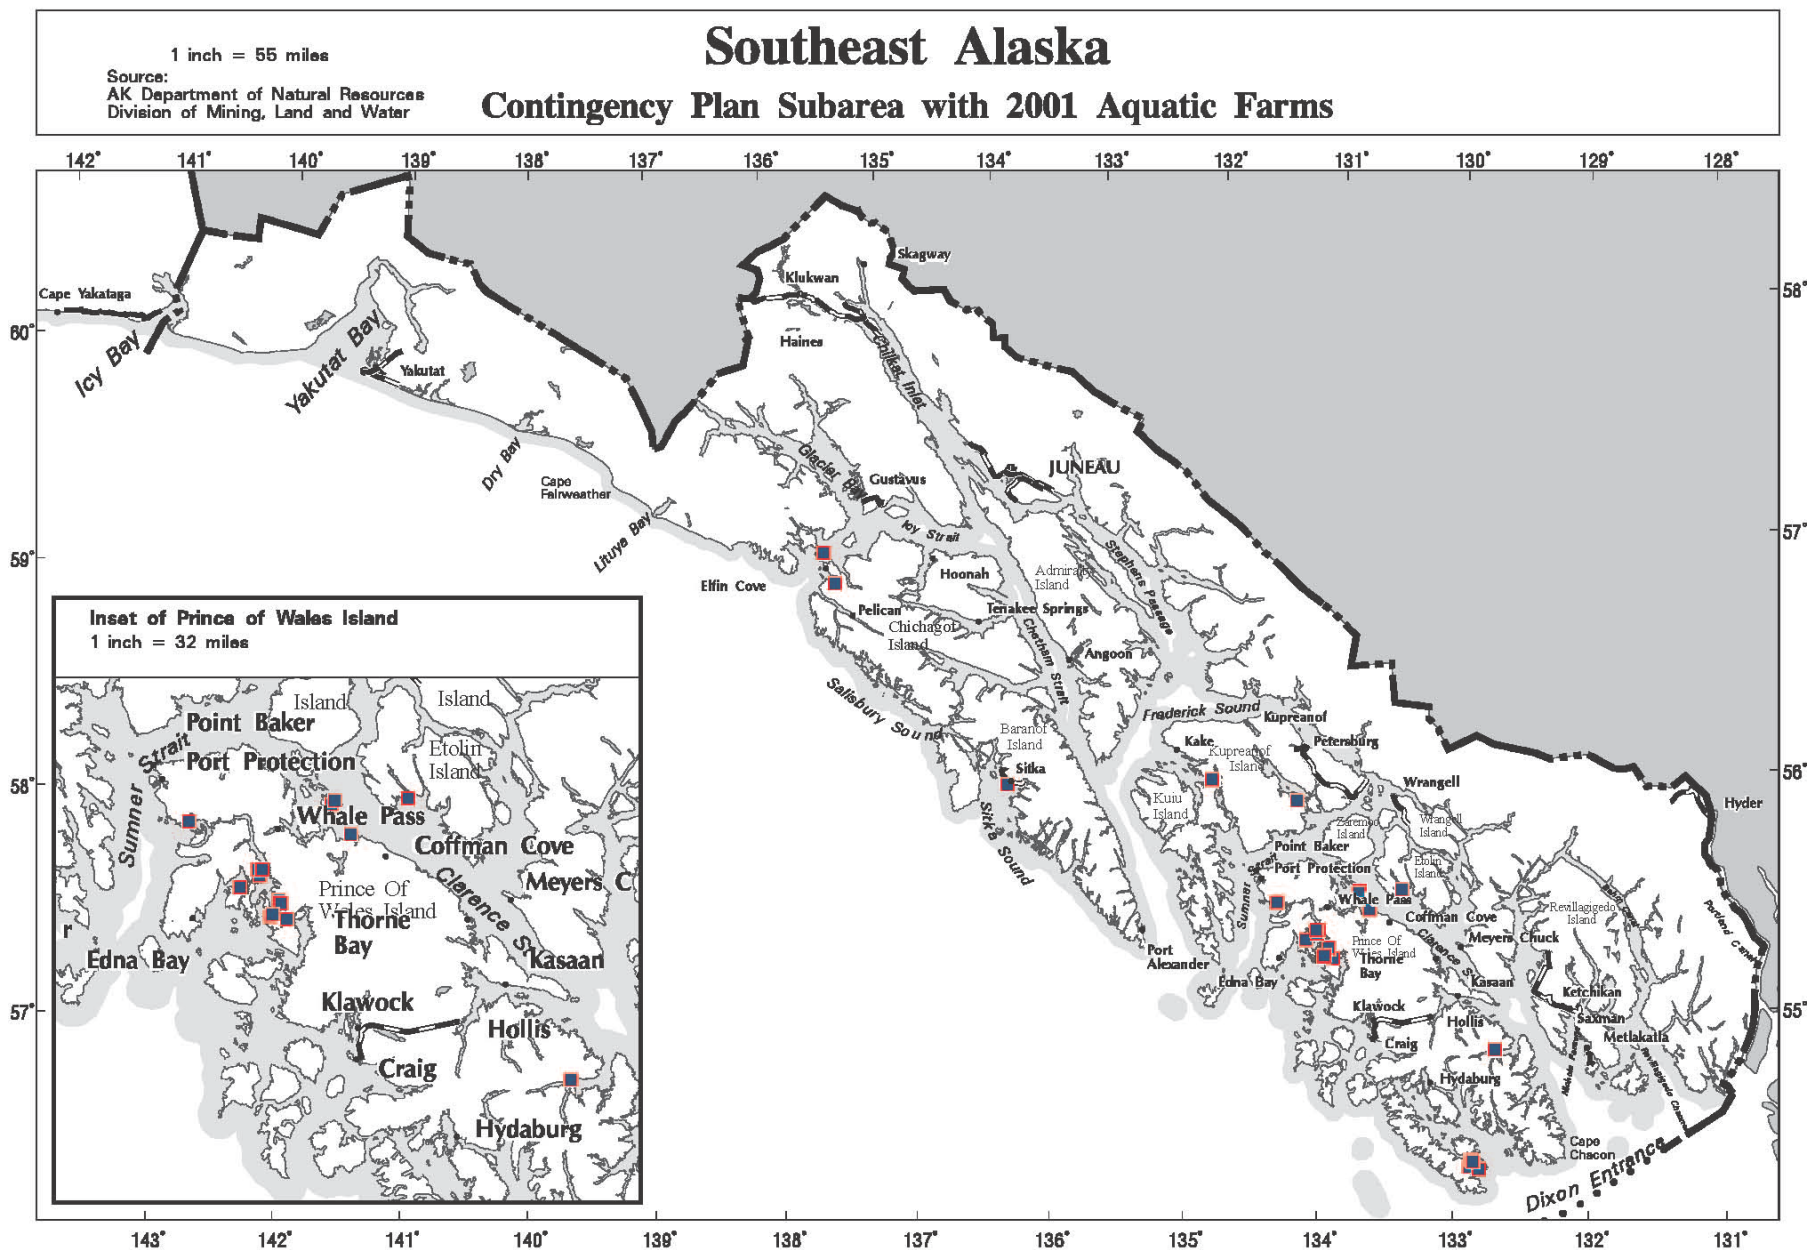 1 inch = 55 miles
Source:
AK Department of Natural Resources
Division of Mining, Land and Water
Southeast Alaska
Contingency Plan Subarea with 2001 Aquatic Farms
142° 141° 140° 139° 138° 137° 136° 135° 134° 133° 132° 131° 130° 129° 128°
Skagway
Klukwan
Cape Yakataga
58°
60°
Haines
Icy Bay
Yakutat Bay
Yakutat
Chilkat Inlet
Dry Bay
Cape
Fairweather
Glacier Bay
Gustavus
JUNEAU
Lituya Bay
Icy Strait
57°
59°
Elfin Cove
Hoonah
Admiralty
Island
Stephens Passage
Pelican
Tenakee Springs
Chichagof
Island
Chatham Strait
Angoon
Salisbury Sound
Frederick Sound
Kupreanof
Baranof
Island
Kake
Kupreanof
Island
Petersburg
Sitka
58°
56°
Wrangell
Hyder
Kuiu
Island
Sitka Sound
Zarembo
Island
Wrangell
Island
Point Baker
Port Protection
Etolin
Island
Sumner Strait
Whale Pass
Coffman Cove
Revillagigedo
Island
Behm Canal
Portland Canal
Meyers Chuck
Clarence St
Prince Of
Wales Island
Thorne
Bay
Port
Alexander
Edna Bay
Kasaan
Ketchikan
57°
55°
Klawock
Hollis
Saxman
Craig
Metlakatla
Hydaburg
Revillagigedo Channel
Cape
Chacon
Dixon Entrance
Inset of Prince of Wales Island
1 inch = 32 miles
Island
Island
Point Baker
Strait
Port Protection
Etolin
Island
Sumner
Whale Pass
Coffman Cove
Meyers C
Clarence S
Prince Of
Wales Island
Thorne
Bay
r
Edna Bay
Kasaan
Klawock
Hollis
Craig
Hydaburg
143° 142° 141° 140° 139° 138° 137° 136° 135° 134° 133° 132° 131°